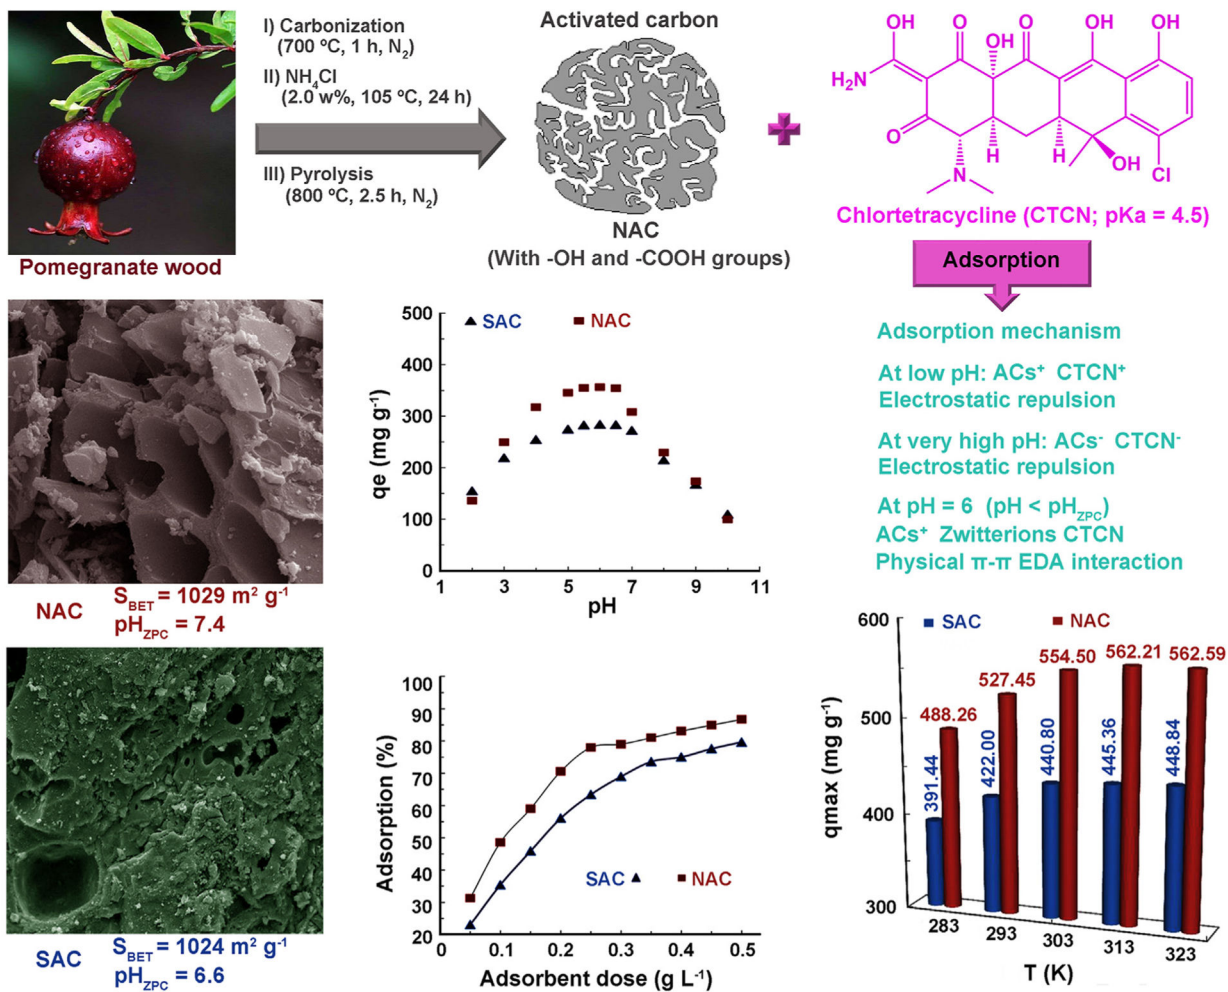 I) Carbonization
(700 ºC, 1 h, N₂)
II) NH₄Cl
(2.0 w%, 105 ºC, 24 h)
III) Pyrolysis
(800 ºC, 2.5 h, N₂)
Pomegranate wood
Activated carbon
NAC
(With -OH and -COOH groups)
OH
O
OH
O
OH
OH
H₂N
O
H
H
OH
N
Cl
Chlortetracycline (CTCN; pKa = 4.5)
Adsorption
Adsorption mechanism
At low pH: ACs⁺ CTCN⁺
Electrostatic repulsion
At very high pH: ACs⁻ CTCN⁻
Electrostatic repulsion
At pH = 6 (pH < pH_ZPC)
ACs⁺ Zwitterions CTCN
Physical π-π EDA interaction
NAC
S_BET = 1029 m² g⁻¹
pH_ZPC = 7.4
SAC NAC
500
400
300
200
100
0
qe (mg g⁻¹)
1 3 5 7 9 11
pH
SAC
S_BET = 1024 m² g⁻¹
pH_ZPC = 6.6
100
90
80
70
60
50
40
30
20
Adsorption (%)
SAC NAC
0 0.1 0.2 0.3 0.4 0.5
Adsorbent dose (g L⁻¹)
SAC NAC
600
500
400
300
qmax (mg g⁻¹)
391.44
488.26
422.00
527.45
440.80
554.50
445.36
562.21
448.84
562.59
283 293 303 313 323
T (K)